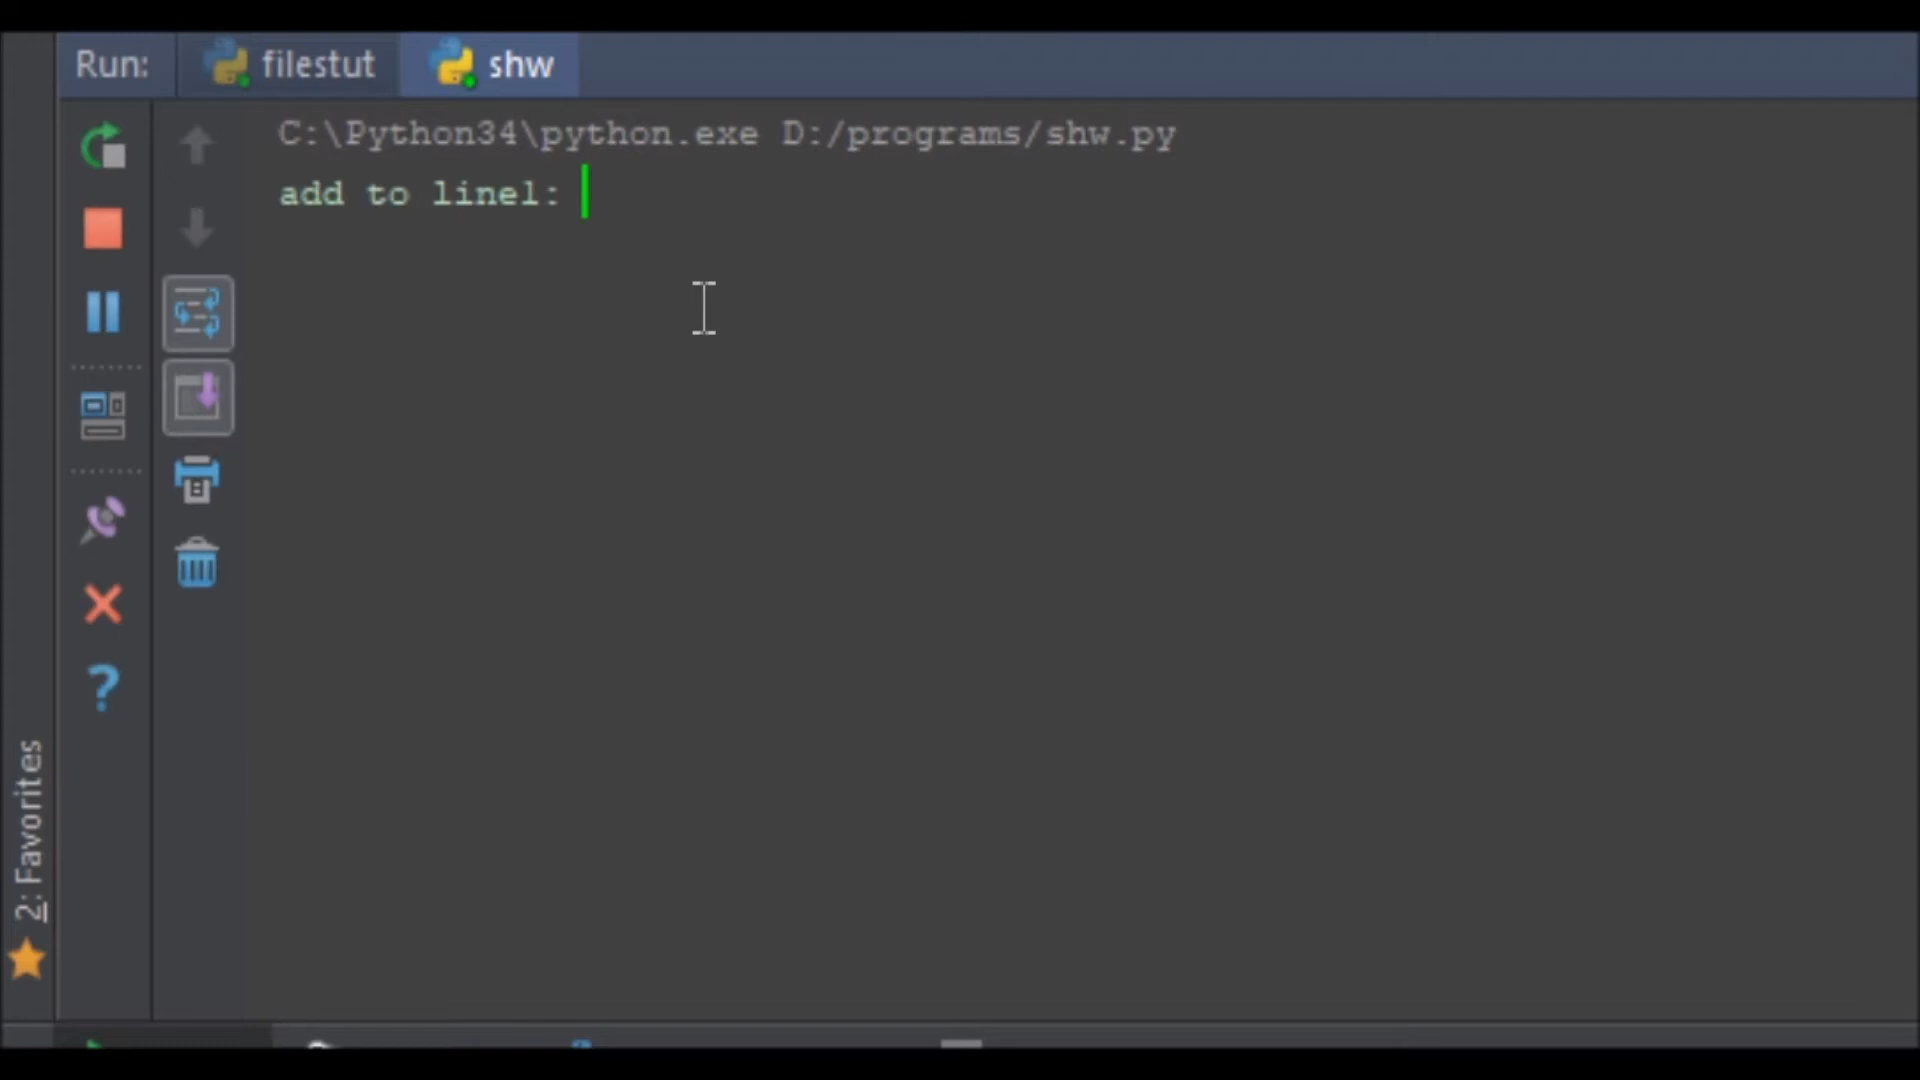 Run: filestut shw
C:\Python34\python.exe D:/programs/shw.py
add to line1:
2: Favorites